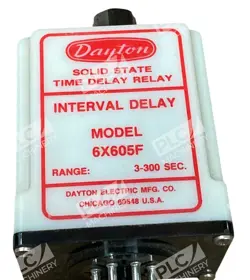 Dayton
SOLID STATE
TIME DELAY RELAY
INTERVAL DELAY
MODEL
6X605F
RANGE: 3-300 SEC.
DAYTON ELECTRIC MFG. CO.
CHICAGO 60648 U.S.A.